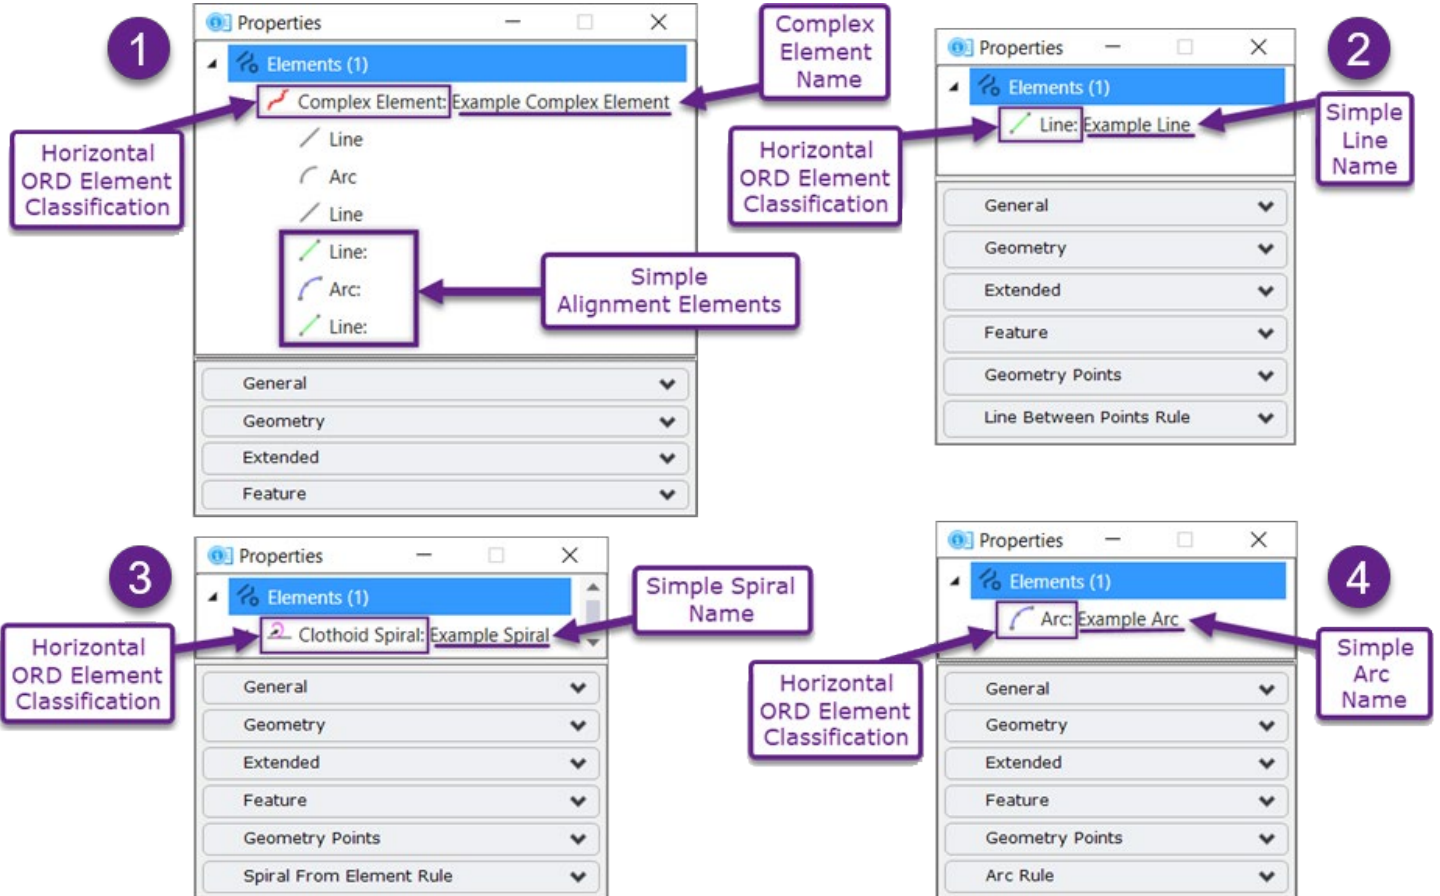 1
Properties
Elements (1)
Complex Element: Example Complex Element
Line
Arc
Line
Line:
Arc:
Line:
General
Geometry
Extended
Feature
Horizontal
ORD Element
Classification
Complex
Element
Name
Simple
Alignment Elements
2
Properties
Elements (1)
Line: Example Line
General
Geometry
Extended
Feature
Geometry Points
Line Between Points Rule
Horizontal
ORD Element
Classification
Simple
Line
Name
3
Properties
Elements (1)
Clothoid Spiral: Example Spiral
General
Geometry
Extended
Feature
Geometry Points
Spiral From Element Rule
Horizontal
ORD Element
Classification
Simple Spiral
Name
4
Properties
Elements (1)
Arc: Example Arc
General
Geometry
Extended
Feature
Geometry Points
Arc Rule
Horizontal
ORD Element
Classification
Simple
Arc
Name